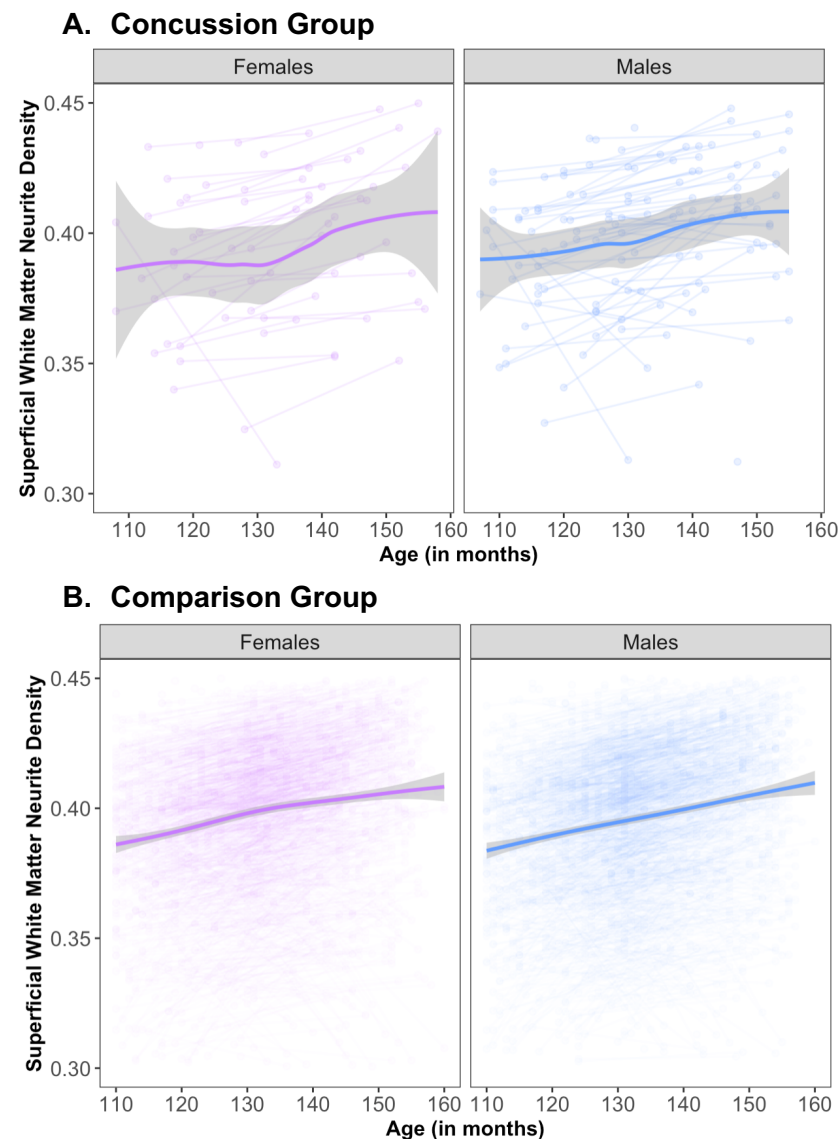 A. Concussion Group
Females
Males
Superficial White Matter Neurite Density
0.45
0.40
0.35
0.30
110 120 130 140 150 160
110 120 130 140 150 160
Age (in months)
B. Comparison Group
Females
Males
Superficial White Matter Neurite Density
0.45
0.40
0.35
0.30
110 120 130 140 150 160
110 120 130 140 150 160
Age (in months)